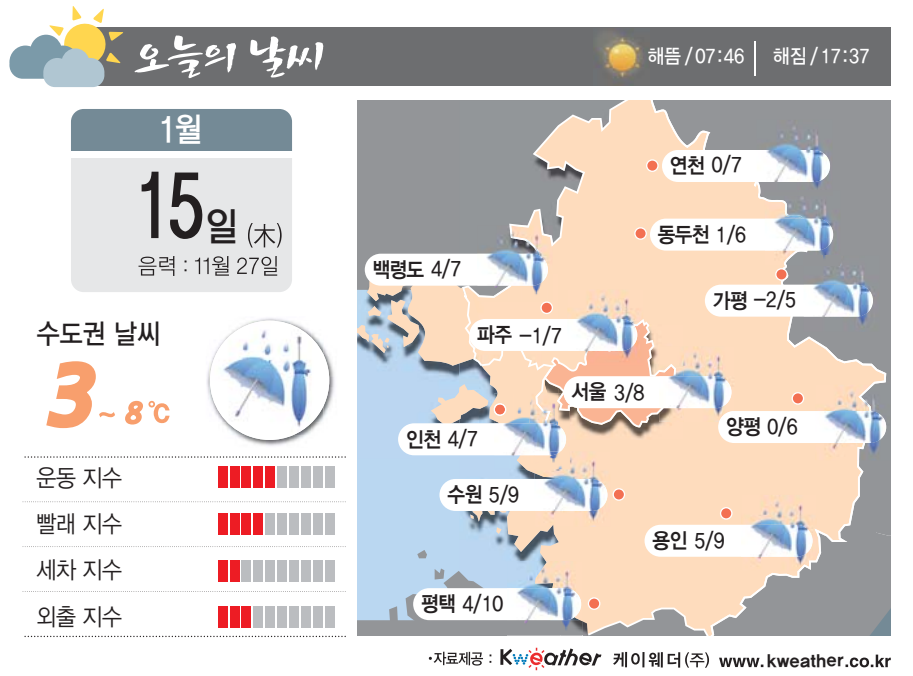 오늘의 날씨
해뜸 / 07:46
해짐 / 17:37
1월
15일 (木)
음력 : 11월 27일
수도권 날씨
3 ~ 8℃
운동 지수
빨래 지수
세차 지수
외출 지수
연천 0/7
동두천 1/6
백령도 4/7
가평 -2/5
파주 -1/7
서울 3/8
인천 4/7
양평 0/6
수원 5/9
용인 5/9
평택 4/10
·자료제공 : Kweather 케이웨더(주) www.kweather.co.kr